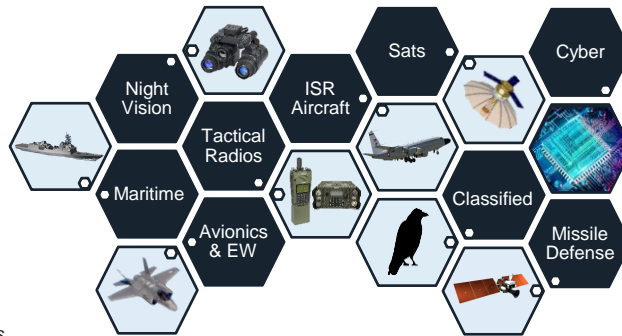 Sats
Cyber
Night
Vision
ISR
Aircraft
Tactical
Radios
Maritime
Classified
Avionics
& EW
Missile
Defense
s